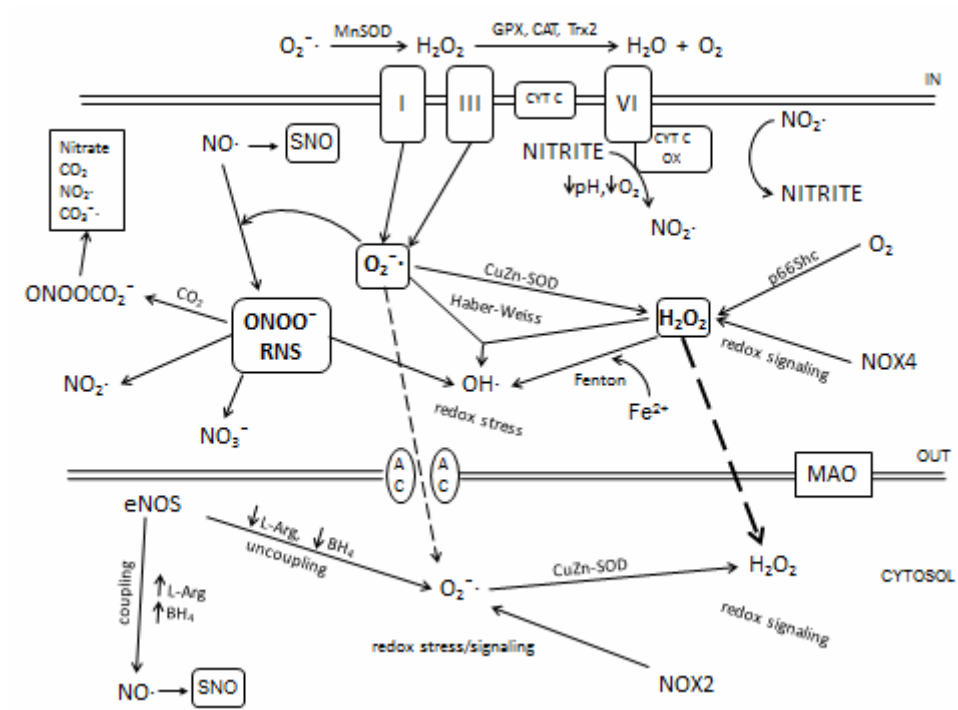 MnSOD
GPX, CAT, Trx2
O₂⁻· H₂O₂ H₂O + O₂
IN
I III CYT C VI
CYT C
OX
NO₂·
NITRITE
Nitrate
CO₂
NO₂·
CO₃⁻·
NO· SNO
NITRITE
↓pH,↓O₂
NO₂·
O₂
p66Shc
O₂⁻·
CuZn-SOD
Haber-Weiss
H₂O₂
ONOOCO₂⁻
CO₂
ONOO⁻
RNS
redox signaling
NOX4
NO₂·
OH·
Fenton
Fe²⁺
redox stress
NO₃⁻
OUT
A
C
A
C
MAO
eNOS
↓L-Arg, ↓BH₄
uncoupling
coupling
↑L-Arg
↑BH₄
O₂⁻·
CuZn-SOD
H₂O₂
CYTOSOL
redox signaling
redox stress/signaling
NOX2
NO· SNO